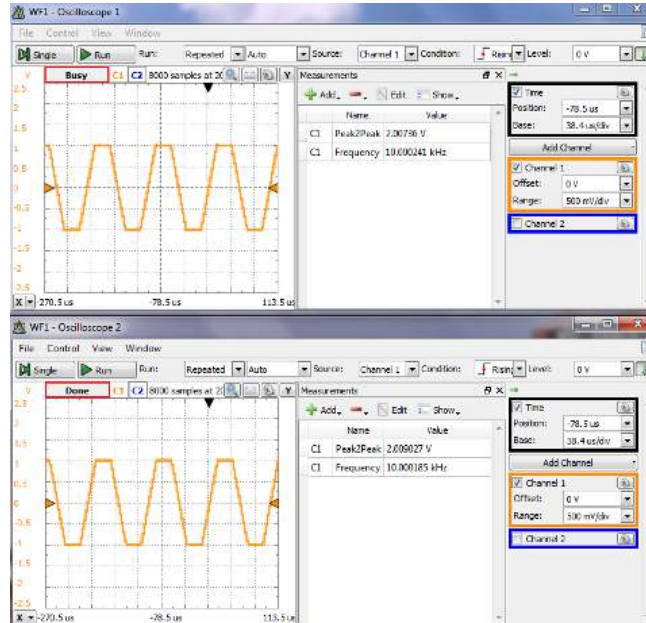 WF1 - Oscilloscope 1
File Control View Window
Single Run Run: Repeated Auto Source: Channel 1 Condition: Rising Level: 0 V
V Busy C1 C2 8000 samples at 20 Y Measurements
Add Edit Show
Time
Position: -78.5 us
Base: 38.4 us/div
Name Value
C1 Peak2Peak 2.00736 V
C1 Frequency 10.000241 kHz
Add Channel
Channel 1
Offset: 0 V
Range: 500 mV/div
Channel 2
2.5
2
1.5
1
0.5
0
-0.5
-1
-1.5
-2
-2.5
X -270.5 us -78.5 us 113.5 us
WF1 - Oscilloscope 2
File Control View Window
Single Run Run: Repeated Auto Source: Channel 1 Condition: Rising Level: 0 V
V Done C1 C2 8000 samples at 20 Y Measurements
Add Edit Show
Time
Position: -78.5 us
Base: 38.4 us/div
Name Value
C1 Peak2Peak 2.009027 V
C1 Frequency 10.000185 kHz
Add Channel
Channel 1
Offset: 0 V
Range: 500 mV/div
Channel 2
2.5
2
1.5
1
0.5
0
-0.5
-1
-1.5
-2
-2.5
X -270.5 us -78.5 us 113.5 us